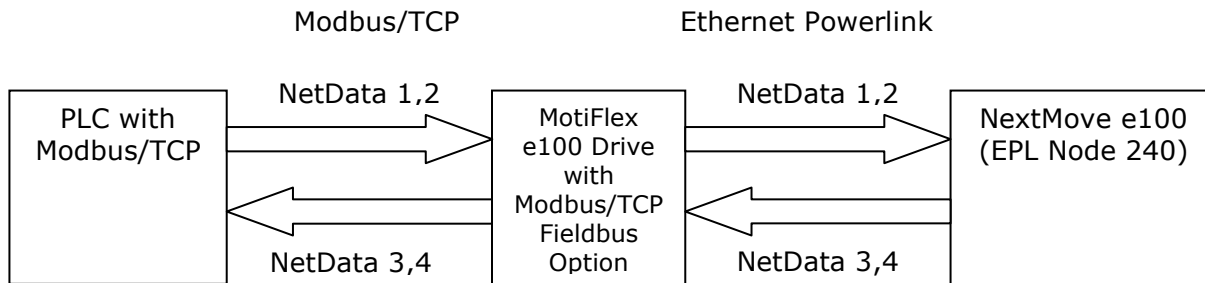 Modbus/TCP
Ethernet Powerlink
PLC with
Modbus/TCP
NetData 1,2
NetData 3,4
MotiFlex
e100 Drive
with
Modbus/TCP
Fieldbus
Option
NetData 1,2
NetData 3,4
NextMove e100
(EPL Node 240)